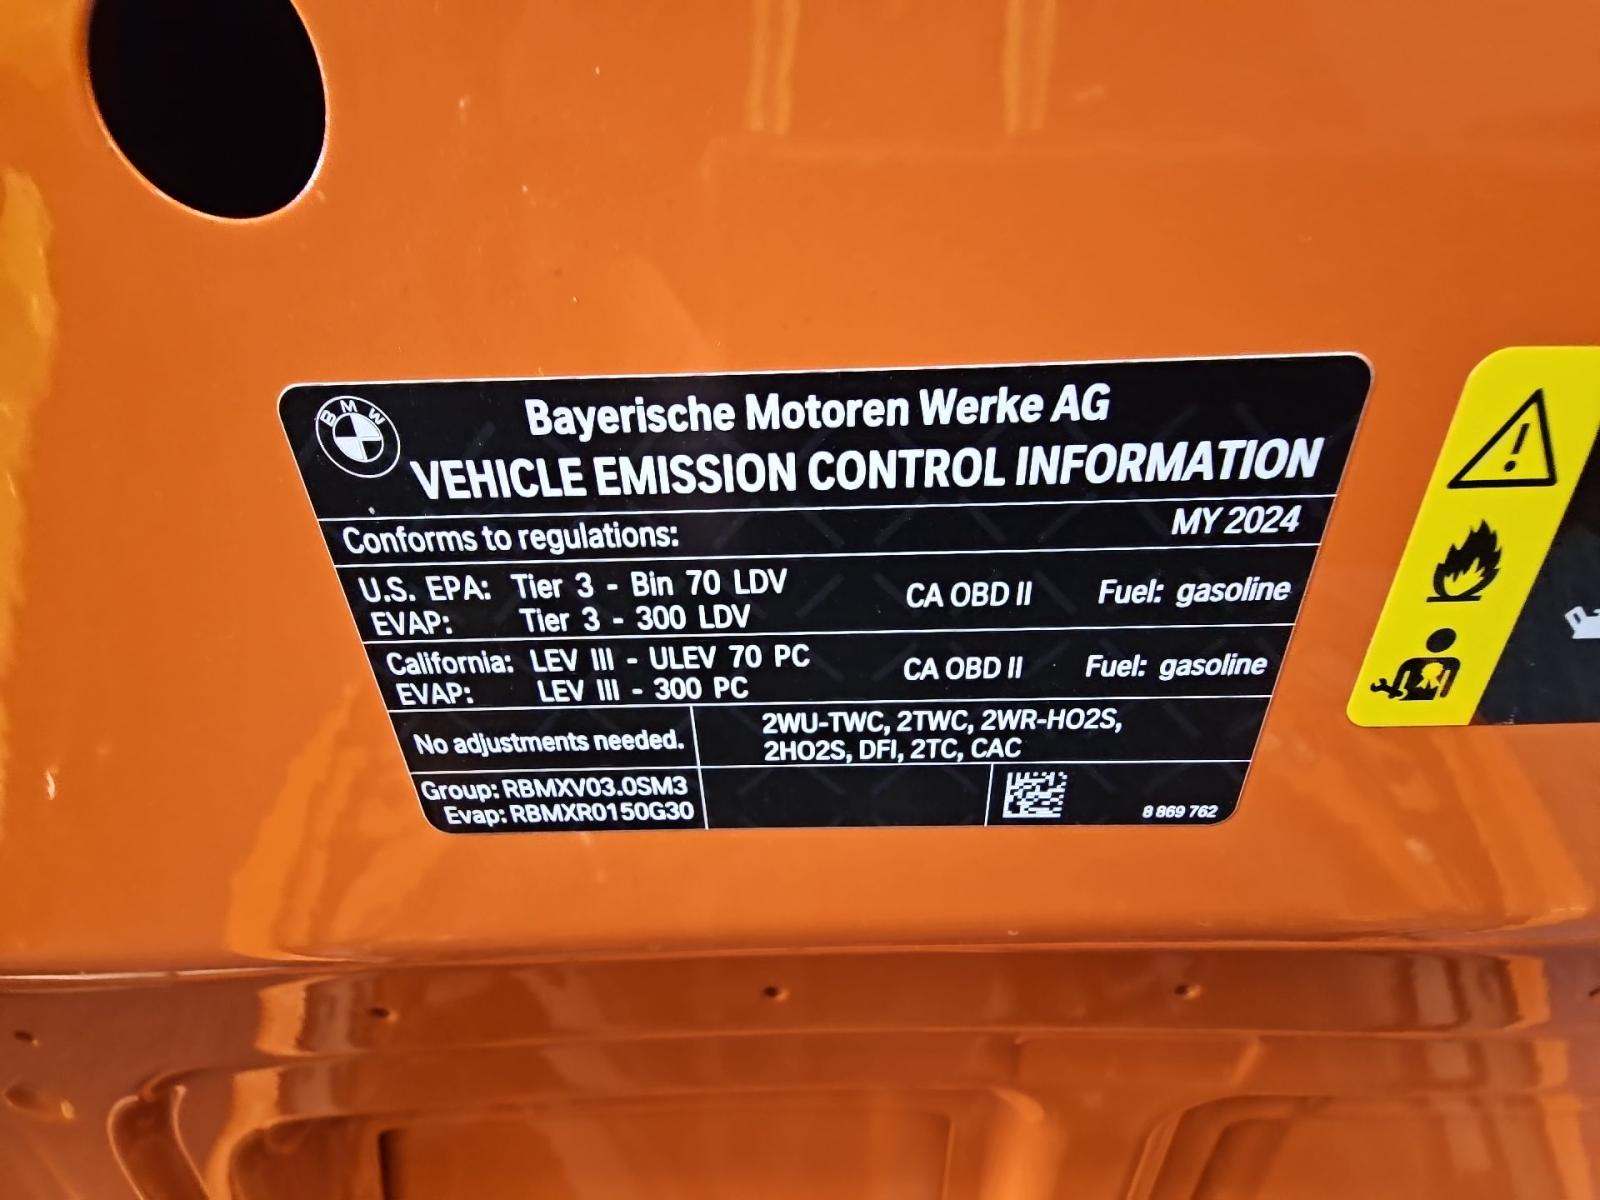 BMW
Bayerische Motoren Werke AG
VEHICLE EMISSION CONTROL INFORMATION
Conforms to regulations: MY 2024
U.S. EPA: Tier 3 - Bin 70 LDV CA OBD II Fuel: gasoline
EVAP: Tier 3 - 300 LDV
California: LEV III - ULEV 70 PC CA OBD II Fuel: gasoline
EVAP: LEV III - 300 PC
No adjustments needed.
2WU-TWC, 2TWC, 2WR-HO2S,
2HO2S, DFI, 2TC, CAC
Group: RBMXV03.0SM3
Evap: RBMXR0150G30
8 869 762